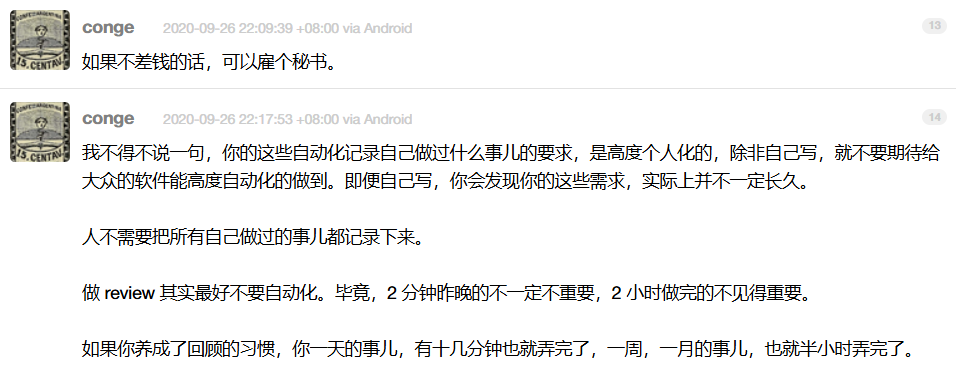 conge 2020-09-26 22:09:39 +08:00 via Android 13
如果不差钱的话，可以雇个秘书。
conge 2020-09-26 22:17:53 +08:00 via Android 14
我不得不说一句，你的这些自动化记录自己做过什么事儿的要求，是高度个人化的，除非自己写，就不要期待给
大众的软件能高度自动化的做到。即便自己写，你会发现你的这些需求，实际上并不一定长久。
人不需要把所有自己做过的事儿都记录下来。
做 review 其实最好不要自动化。毕竟，2 分钟昨晚的不一定不重要，2 小时做完的不见得重要。
如果你养成了回顾的习惯，你一天的事儿，有十几分钟也就弄完了，一周，一月的事儿，也就半小时弄完了。